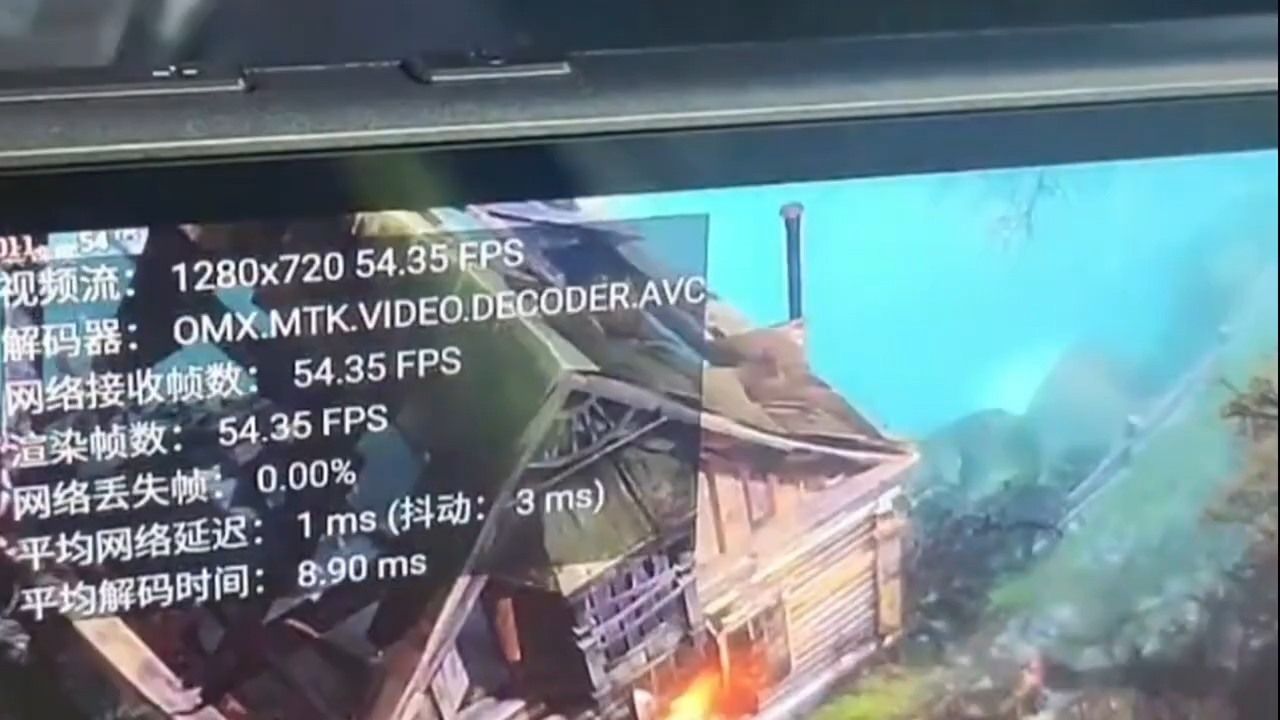 54
视频流： 1280x720 54.35 FPS
解码器： OMX.MTK.VIDEO.DECODER.AVC
网络接收帧数： 54.35 FPS
渲染帧数： 54.35 FPS
网络丢失帧： 0.00%
平均网络延迟： 1 ms (抖动： 3 ms)
平均解码时间： 8.90 ms